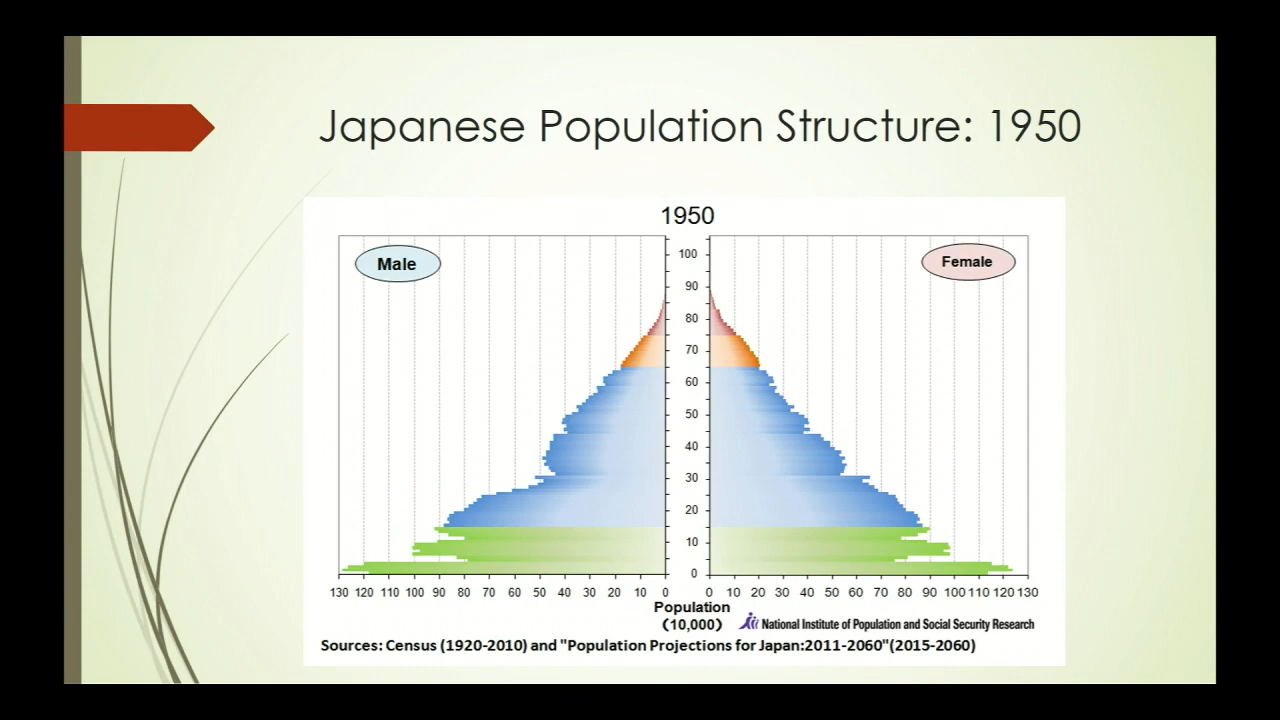 Japanese Population Structure: 1950
1950
Male
Female
100
90
80
70
60
50
40
30
20
10
0
130 120 110 100 90 80 70 60 50 40 30 20 10 0
0 10 20 30 40 50 60 70 80 90 100 110 120 130
Population
(10,000)
National Institute of Population and Social Security Research
Sources: Census (1920-2010) and "Population Projections for Japan:2011-2060"(2015-2060)